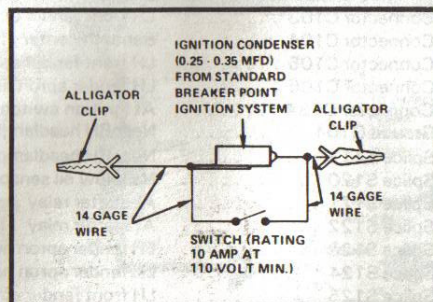 IGNITION CONDENSER
(0.25 - 0.35 MFD)
FROM STANDARD
BREAKER POINT
IGNITION SYSTEM
ALLIGATOR
CLIP
ALLIGATOR
CLIP
14 GAGE
WIRE
14 GAGE
WIRE
SWITCH (RATING
10 AMP AT
110-VOLT MIN.)